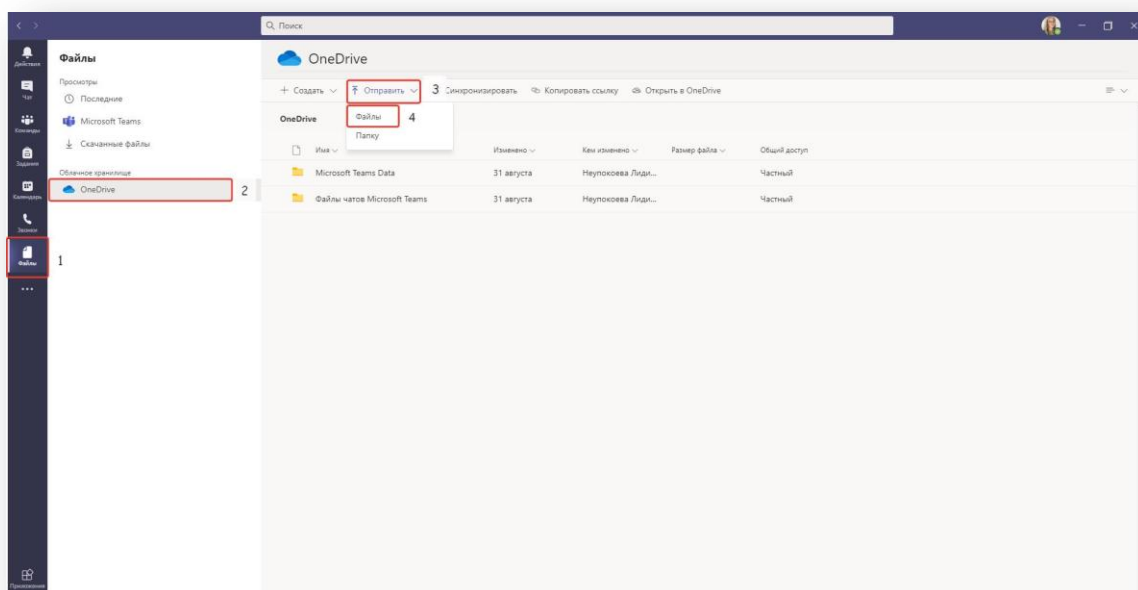 Поиск
Действия
Чат
Команды
Задания
Календарь
Звонки
Файлы
1
Приложения
Файлы
Просмотры
Последние
Microsoft Teams
Скачанные файлы
Облачное хранилище
OneDrive 2
OneDrive
Создать Отправить 3 Синхронизировать Копировать ссылку Открыть в OneDrive
OneDrive
Файлы 4
Папку
Имя Изменено Кем изменено Размер файла Общий доступ
Microsoft Teams Data 31 августа Неупокоева Лиди... Частный
Файлы чатов Microsoft Teams 31 августа Неупокоева Лиди... Частный